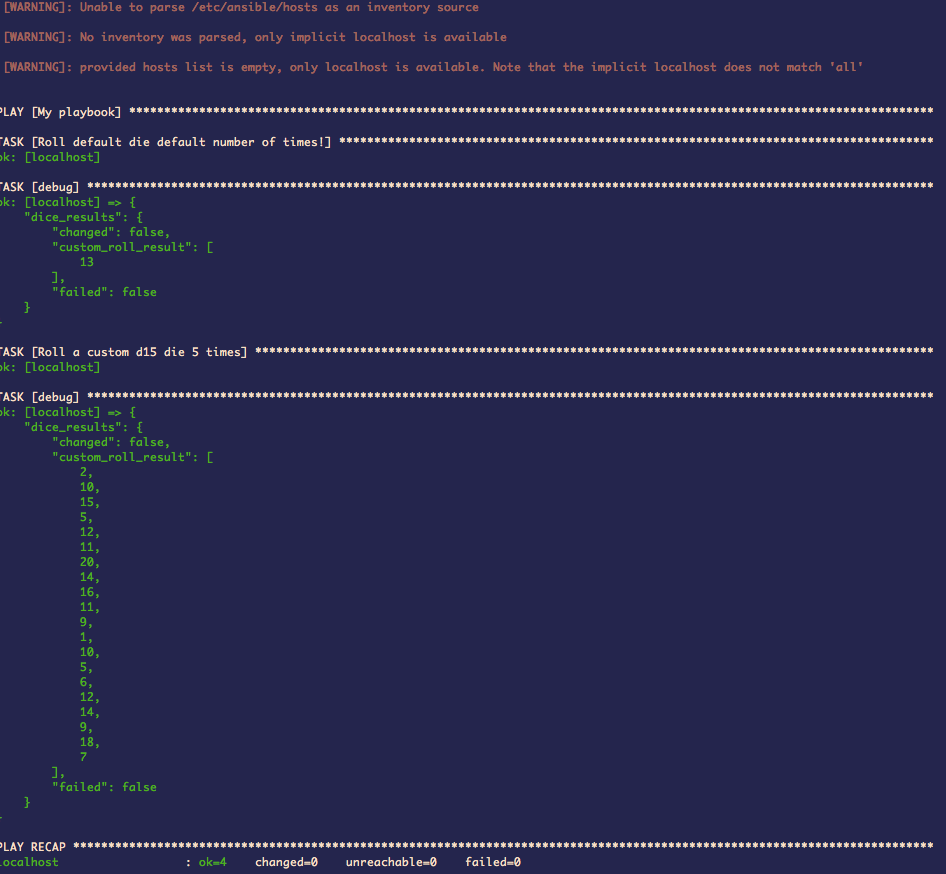 [WARNING]: Unable to parse /etc/ansible/hosts as an inventory source
[WARNING]: No inventory was parsed, only implicit localhost is available
[WARNING]: provided hosts list is empty, only localhost is available. Note that the implicit localhost does not match 'all'
PLAY [My playbook] *******************************************************************************************************************
TASK [Roll default die default number of times!] *************************************************************************************
ok: [localhost]
TASK [debug] *************************************************************************************************************************
ok: [localhost] => {
"dice_results": {
"changed": false,
"custom_roll_result": [
13
],
"failed": false
}
}
TASK [Roll a custom d15 die 5 times] *************************************************************************************************
ok: [localhost]
TASK [debug] *************************************************************************************************************************
ok: [localhost] => {
"dice_results": {
"changed": false,
"custom_roll_result": [
2,
10,
15,
5,
12,
11,
20,
14,
16,
11,
9,
1,
10,
5,
6,
12,
14,
9,
18,
7
],
"failed": false
}
}
PLAY RECAP ***************************************************************************************************************************
localhost : ok=4 changed=0 unreachable=0 failed=0